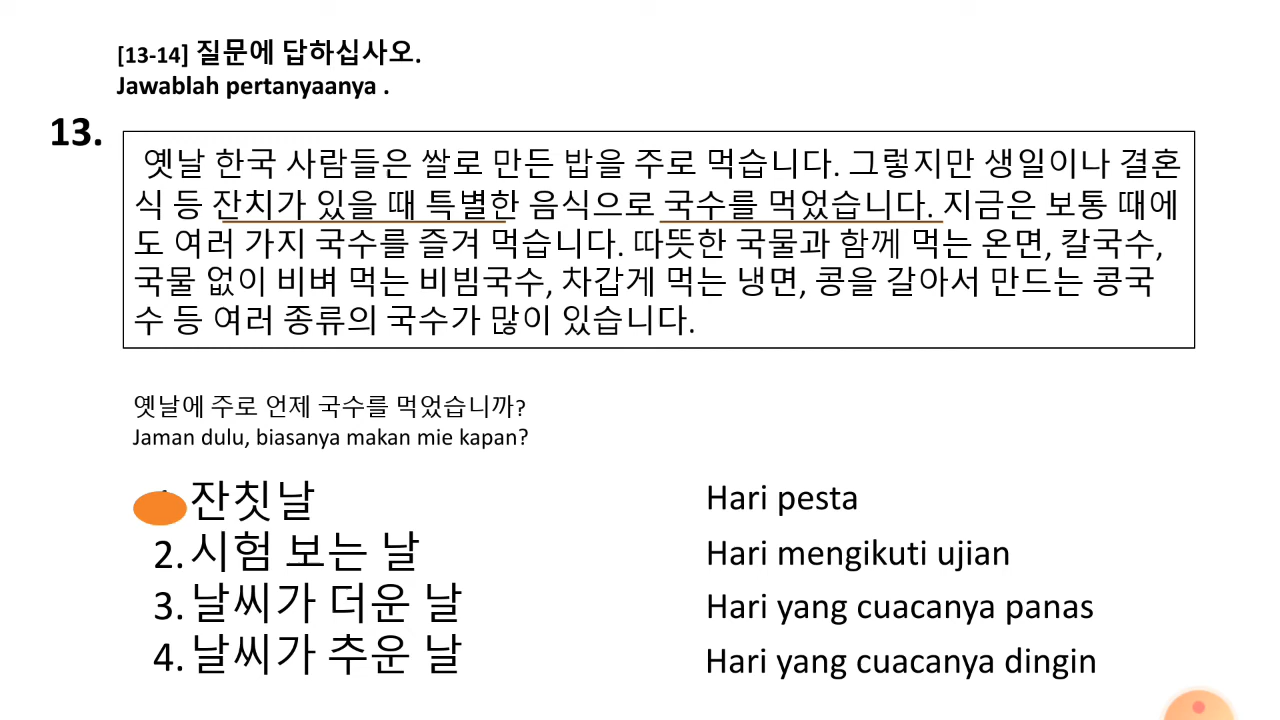 [13-14] 질문에 답하십사오.
Jawablah pertanyaanya .
13.
옛날 한국 사람들은 쌀로 만든 밥을 주로 먹습니다. 그렇지만 생일이나 결혼
식 등 잔치가 있을 때 특별한 음식으로 국수를 먹었습니다. 지금은 보통 때에
도 여러 가지 국수를 즐겨 먹습니다. 따뜻한 국물과 함께 먹는 온면, 칼국수,
국물 없이 비벼 먹는 비빔국수, 차갑게 먹는 냉면, 콩을 갈아서 만드는 콩국
수 등 여러 종류의 국수가 많이 있습니다.
옛날에 주로 언제 국수를 먹었습니까?
Jaman dulu, biasanya makan mie kapan?
잔칫날 Hari pesta
2. 시험 보는 날 Hari mengikuti ujian
3. 날씨가 더운 날 Hari yang cuacanya panas
4. 날씨가 추운 날 Hari yang cuacanya dingin